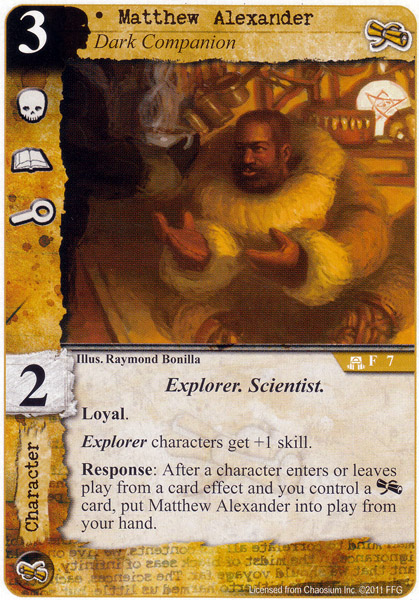 3
• Matthew Alexander
Dark Companion
Illus. Raymond Bonilla
F 7
2
Explorer. Scientist.
Loyal.
Explorer characters get +1 skill.
Response: After a character enters or leaves
play from a card effect and you control a
card, put Matthew Alexander into play from
your hand.
Character
Licensed from Chaosium Inc. ©2011 FFG